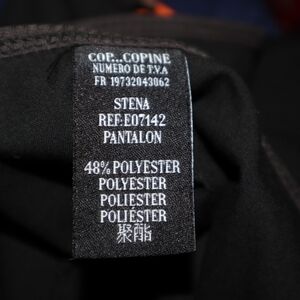 COP...COPINE
NUMERO DE T.V.A
FR 19732043062
STENA
REF:E07142
PANTALON
48% POLYESTER
POLYESTER
POLIESTER
POLIÉSTER
聚酯